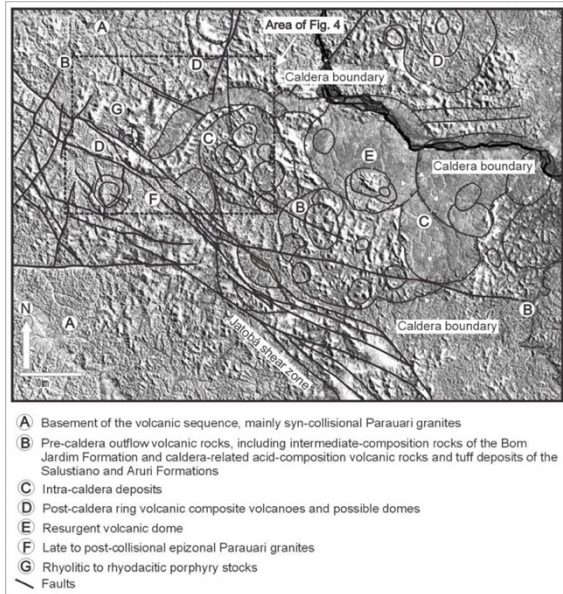 A
Area of Fig. 4
B
D
D
Caldera boundary
G
C
D
E
Caldera boundary
F
B
C
N
A
Jatobá shear zone
Caldera boundary
B
A Basement of the volcanic sequence, mainly syn-collisional Parauari granites
B Pre-caldera outflow volcanic rocks, including intermediate-composition rocks of the Bom
Jardim Formation and caldera-related acid-composition volcanic rocks and tuff deposits of the
Salustiano and Aruri Formations
C Intra-caldera deposits
D Post-caldera ring volcanic composite volcanoes and possible domes
E Resurgent volcanic dome
F Late to post-collisional epizonal Parauari granites
G Rhyolitic to rhyodacitic porphyry stocks
Faults